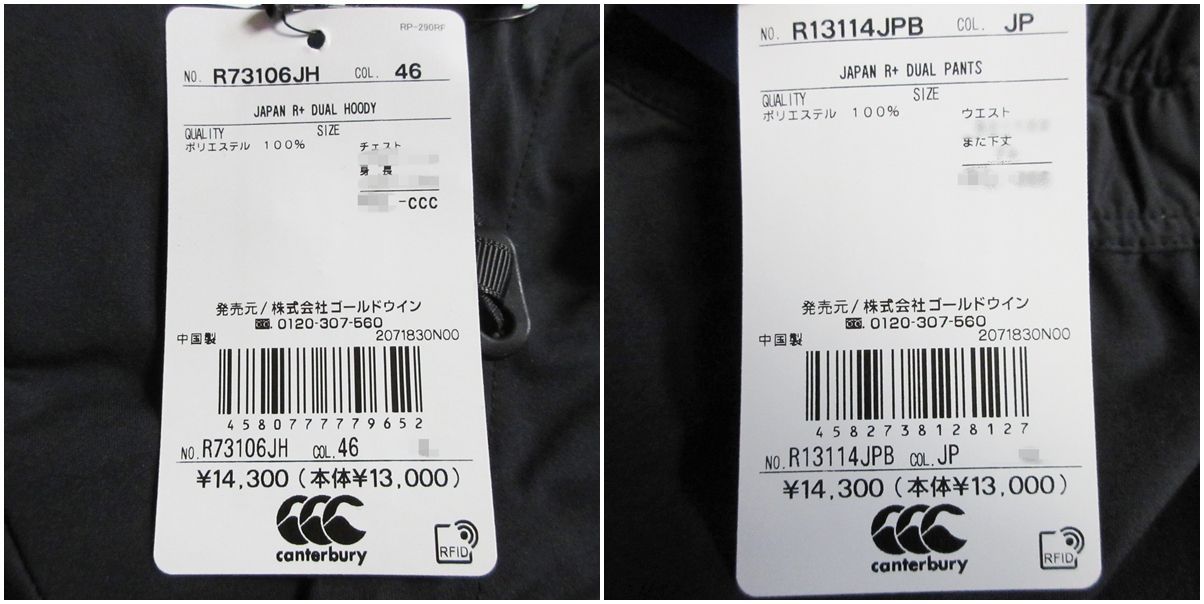 RP-290RF
NO. R73106JH COL. 46
JAPAN R+ DUAL HOODY
QUALITY SIZE
ポリエステル 100%
チェスト
身 長
-CCC
発売元/株式会社ゴールドウイン
0120-307-560
中国製 2071830N00
4580777779652
NO. R73106JH COL. 46
¥14,300(本体¥13,000)
canterbury
RFID
NO. R13114JPB COL. JP
JAPAN R+ DUAL PANTS
QUALITY SIZE
ポリエステル 100% ウエスト
また下丈
発売元/株式会社ゴールドウイン
0120-307-560
中国製 2071830N00
4582738128127
NO. R13114JPB COL. JP
¥14,300(本体¥13,000)
canterbury
RFID